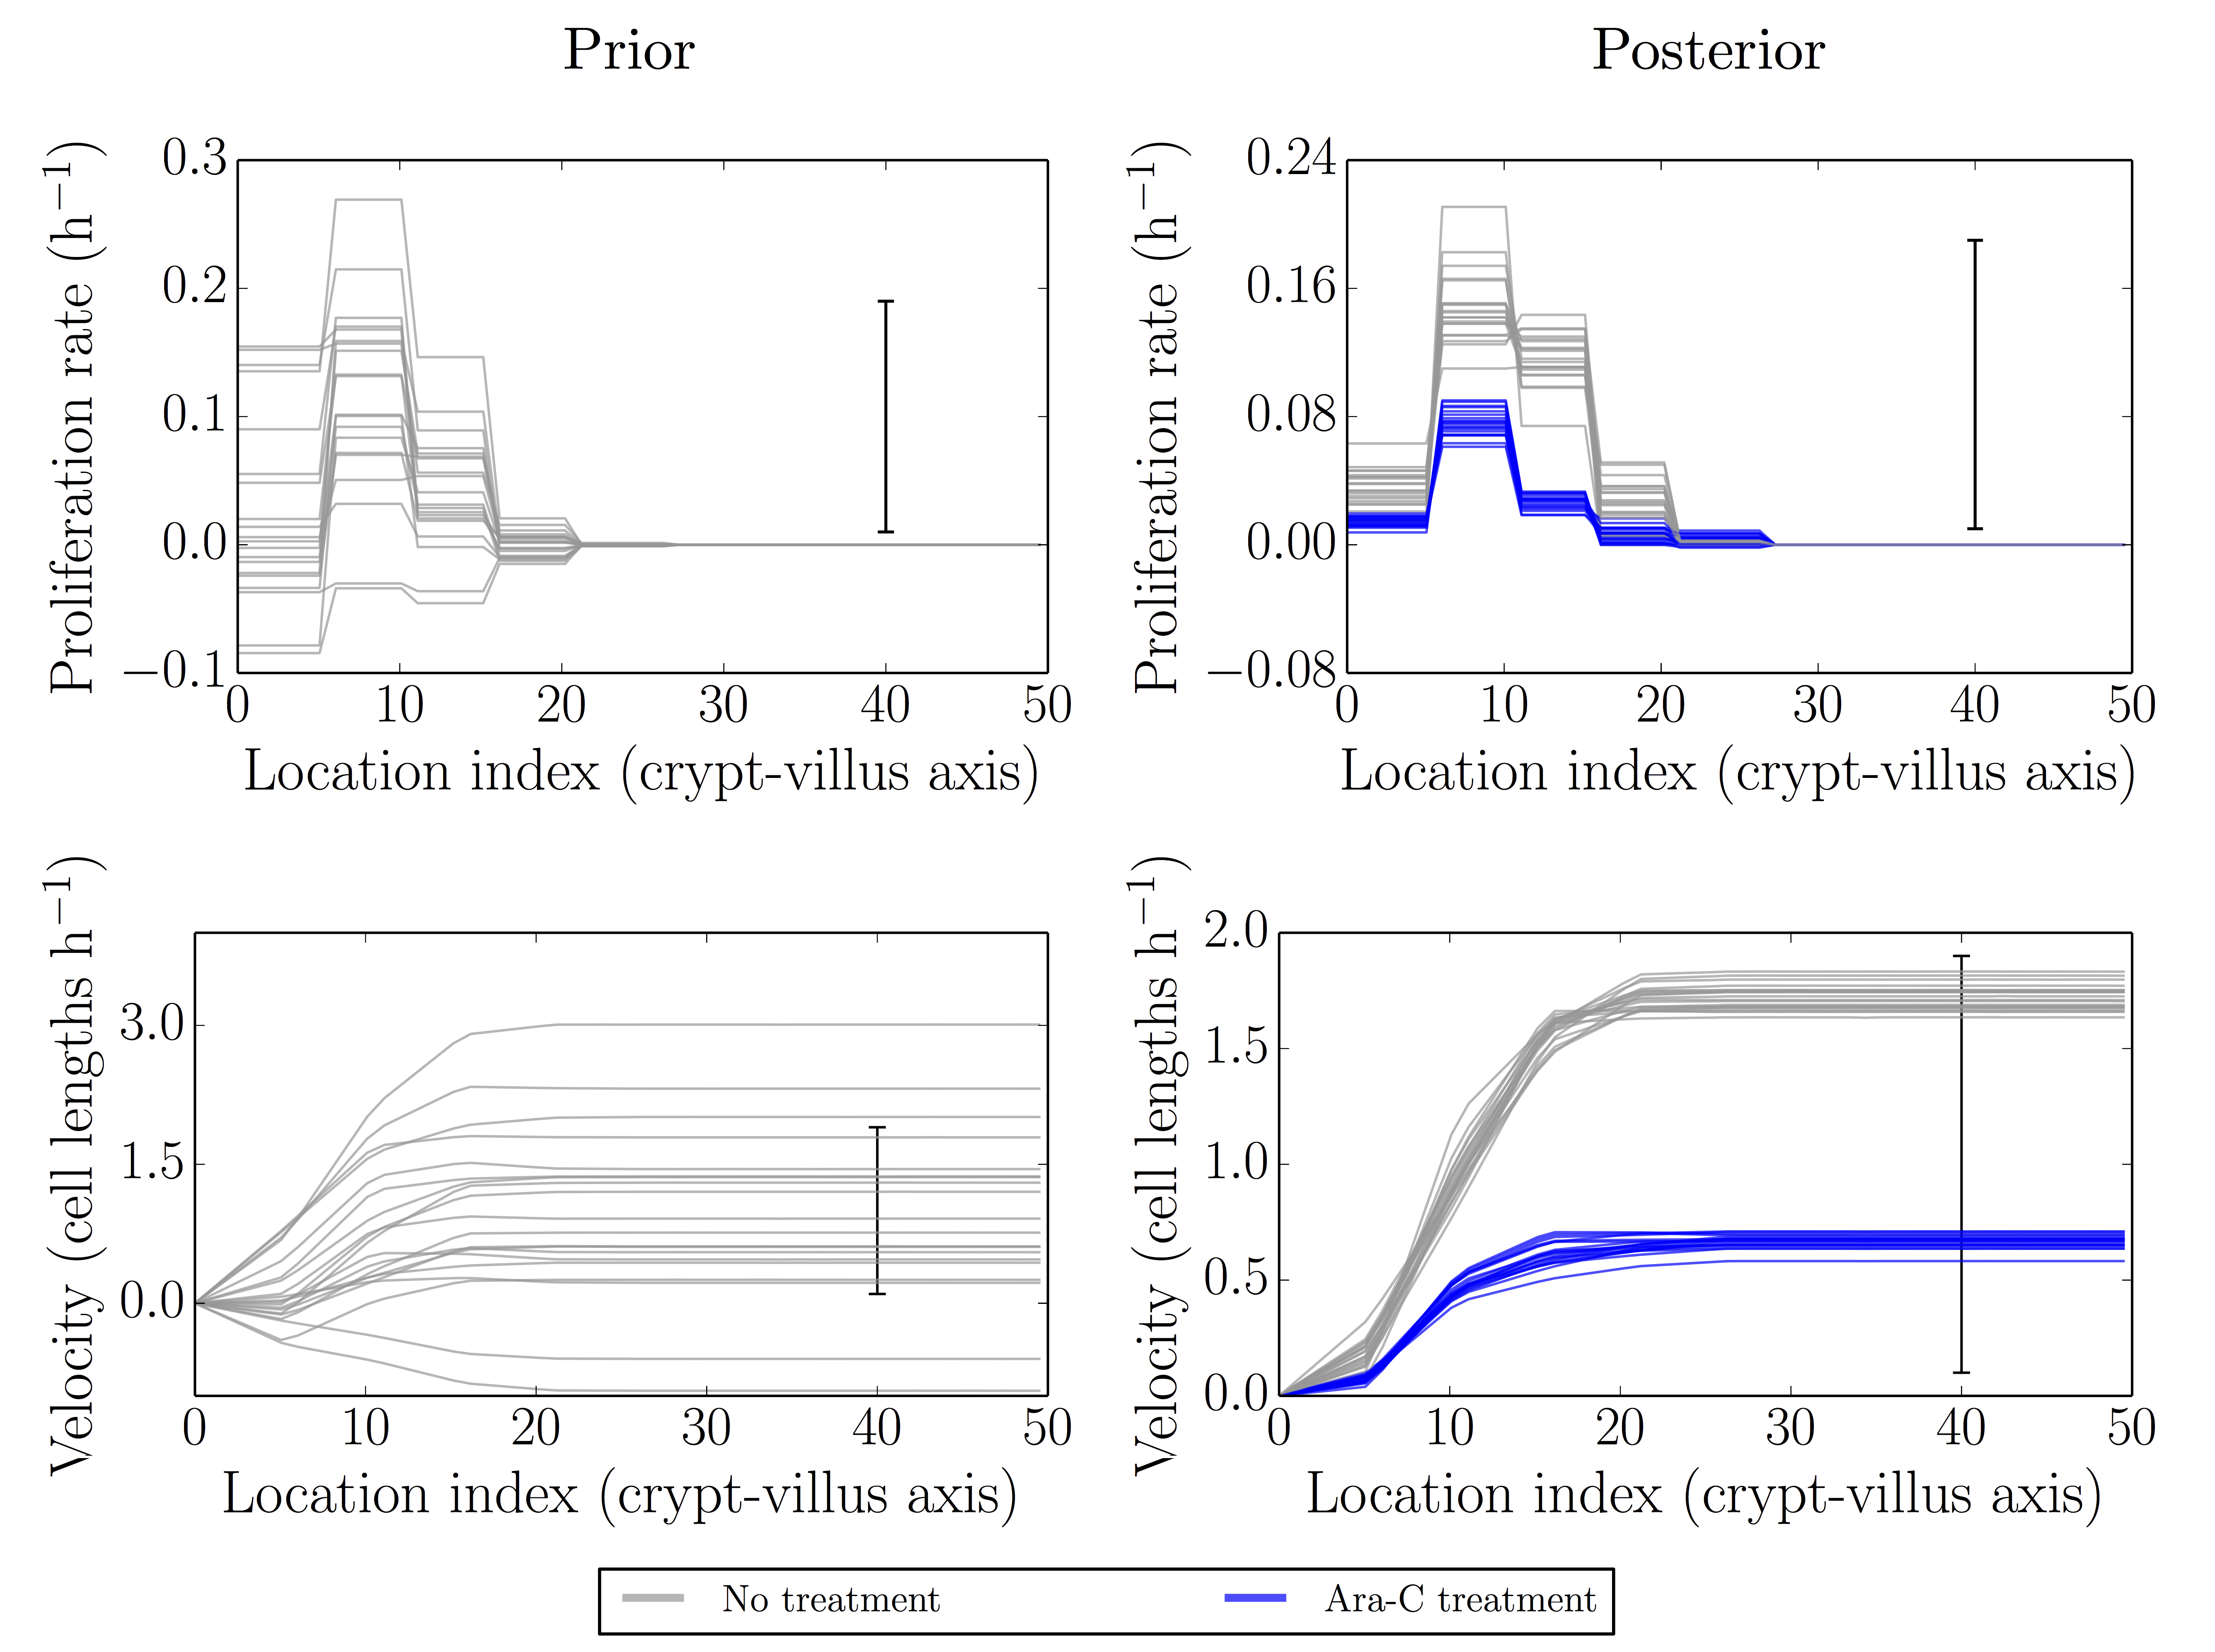 Prior
Posterior
Proliferation rate (h⁻¹)
0.3
0.2
0.1
0.0
−0.1
0 10 20 30 40 50
Location index (crypt-villus axis)
Proliferation rate (h⁻¹)
0.24
0.16
0.08
0.00
−0.08
0 10 20 30 40 50
Location index (crypt-villus axis)
Velocity (cell lengths h⁻¹)
3.0
1.5
0.0
0 10 20 30 40 50
Location index (crypt-villus axis)
Velocity (cell lengths h⁻¹)
2.0
1.5
1.0
0.5
0.0
0 10 20 30 40 50
Location index (crypt-villus axis)
No treatment
Ara-C treatment